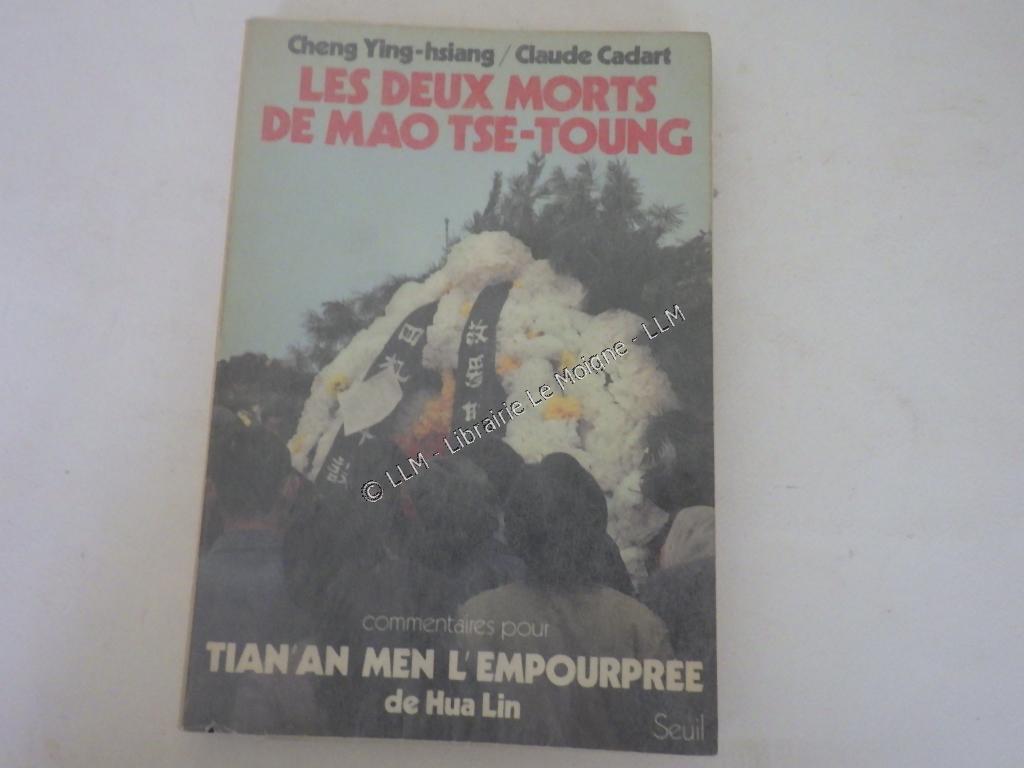 Cheng Ying-hsiang / Claude Cadart
LES DEUX MORTS
DE MAO TSE-TOUNG
© LLM - Librairie Le Moigne - LLM
commentaires pour
TIAN'AN MEN L'EMPOURPREE
de Hua Lin
Seuil